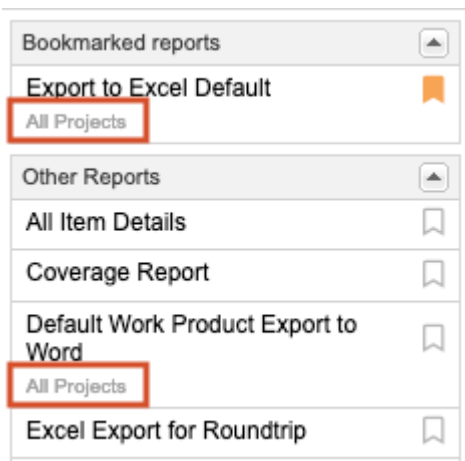 Bookmarked reports
Export to Excel Default
All Projects
Other Reports
All Item Details
Coverage Report
Default Work Product Export to
Word
All Projects
Excel Export for Roundtrip